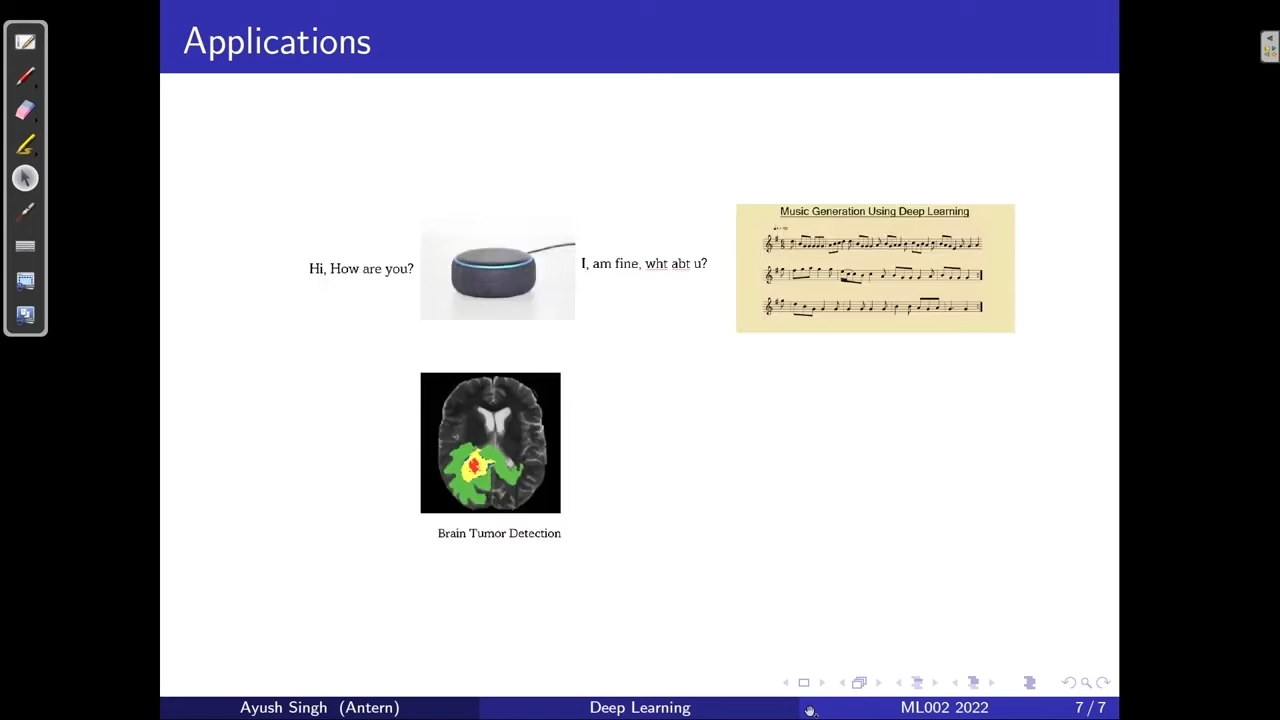 Applications
Hi, How are you?
I, am fine, wht abt u?
Music Generation Using Deep Learning
Brain Tumor Detection
Ayush Singh (Antern)
Deep Learning
ML002 2022
7 / 7